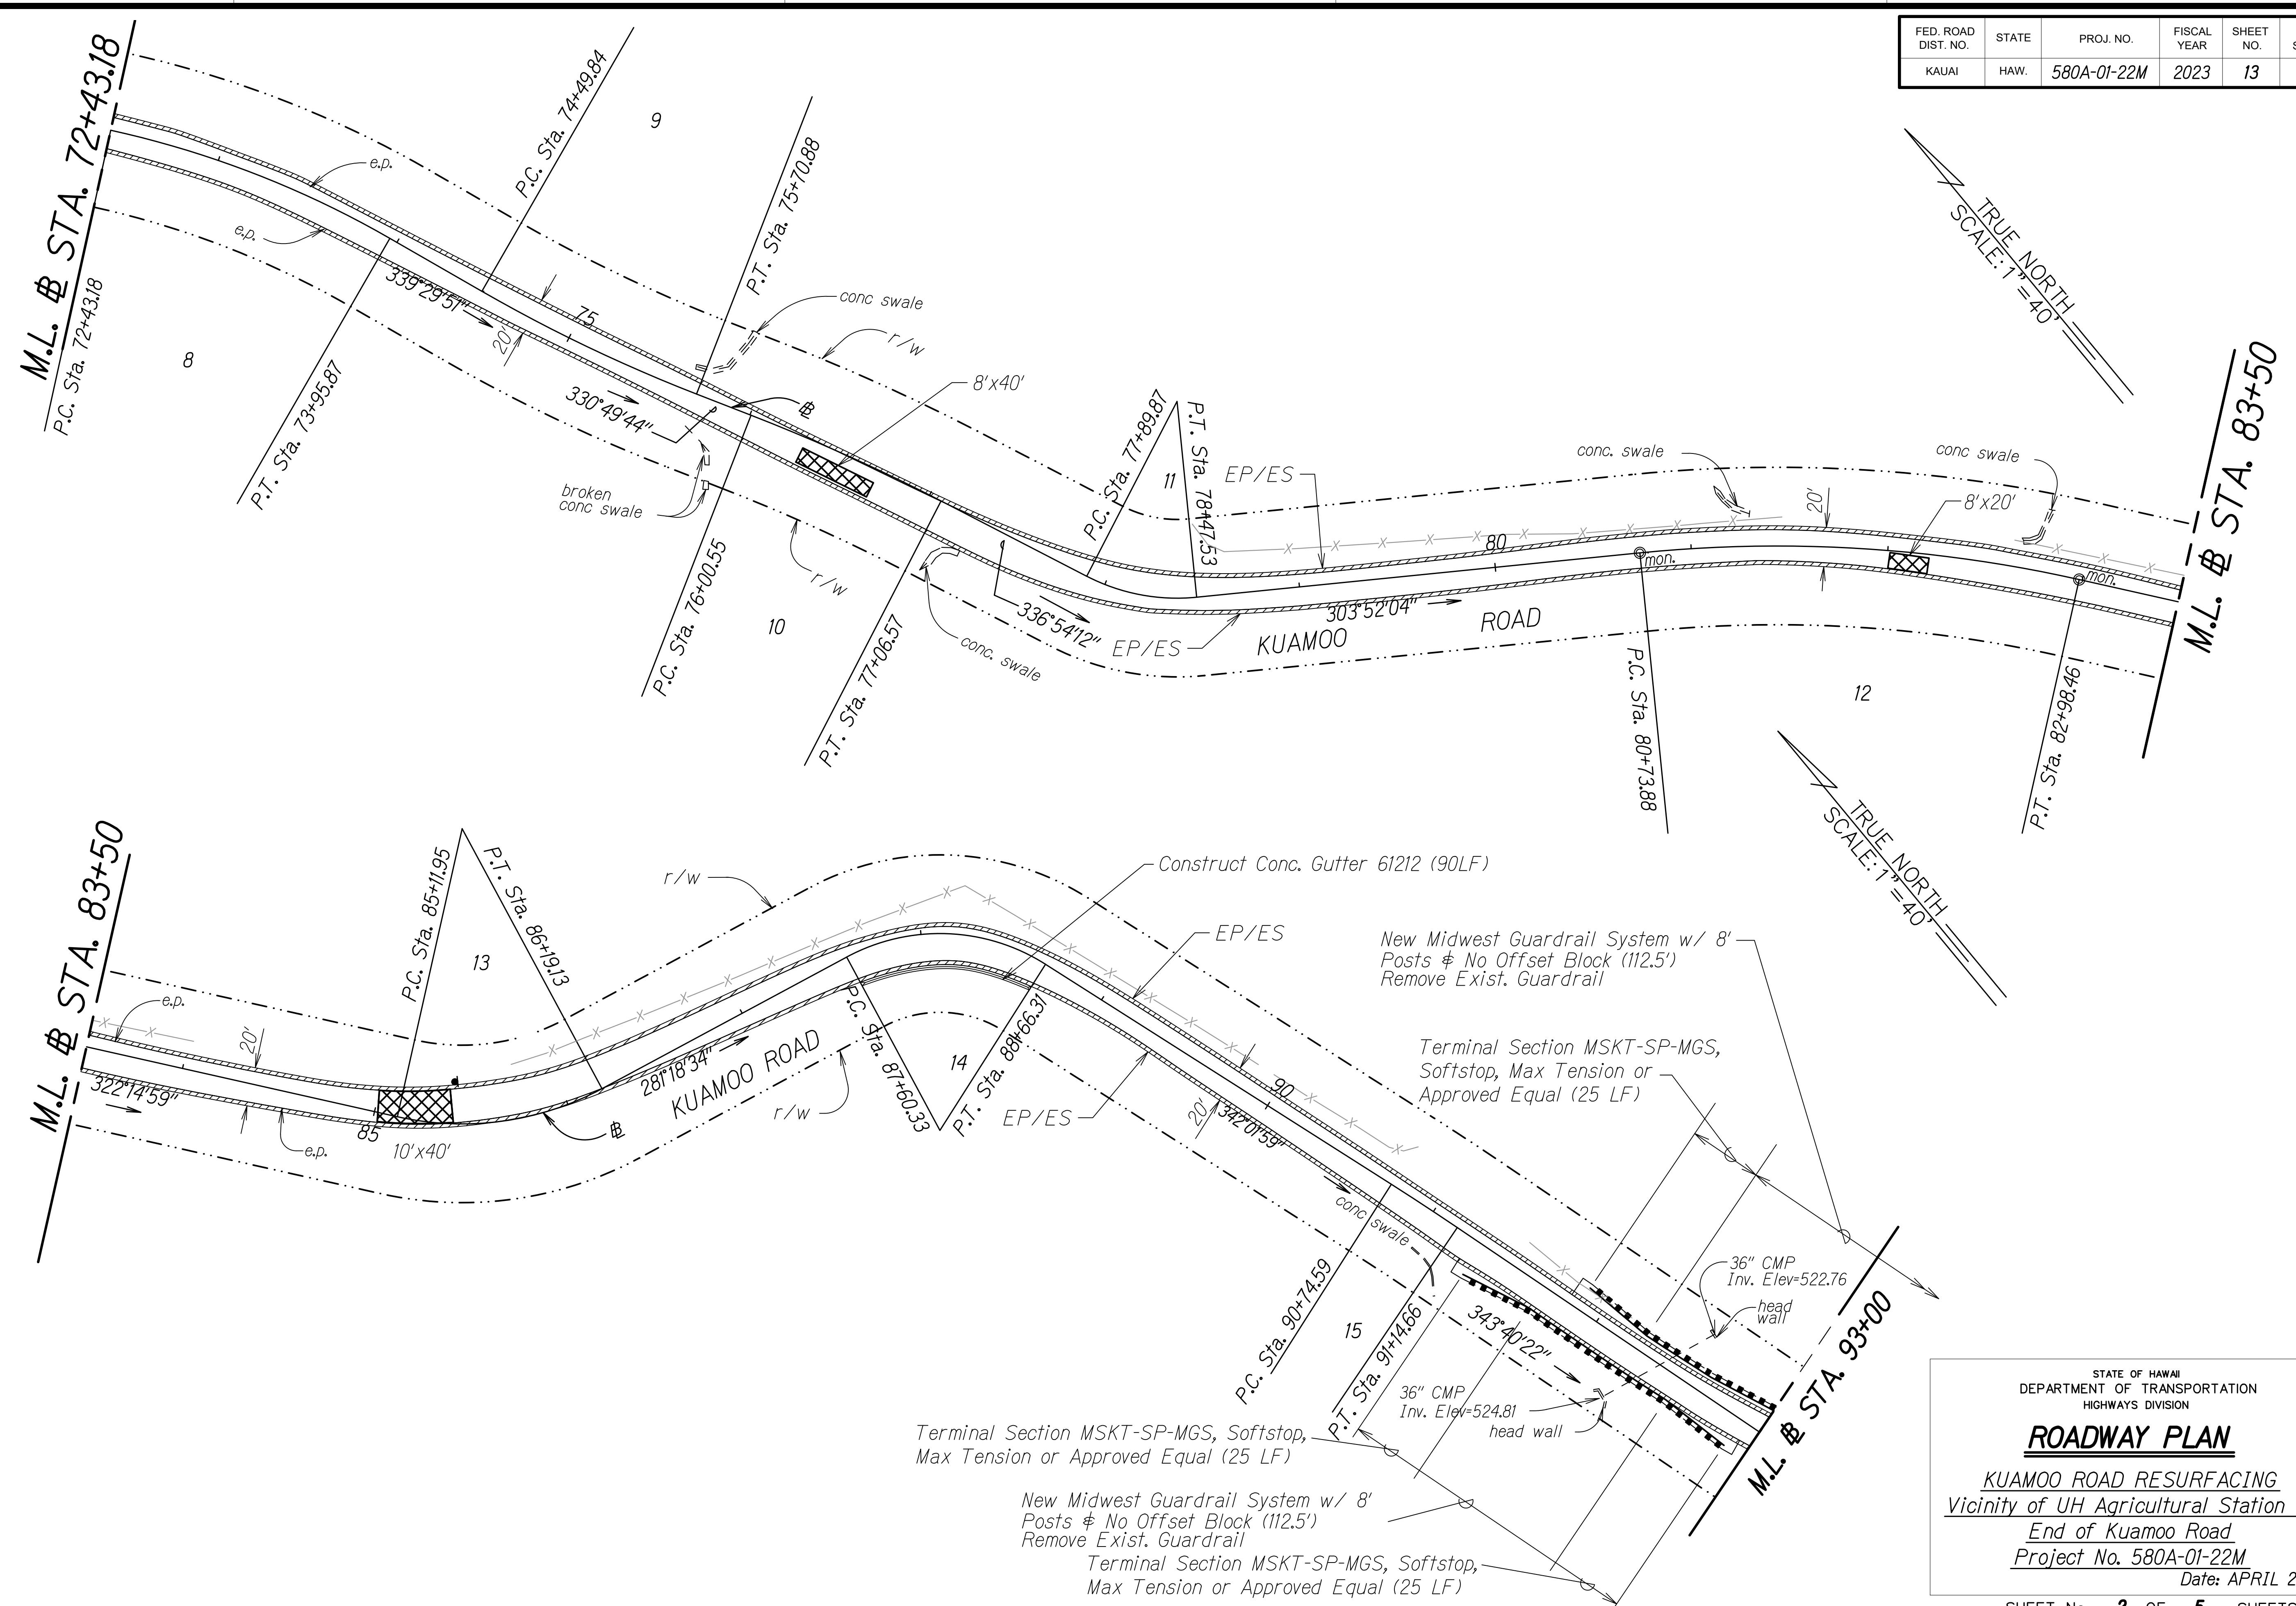 FED. ROAD DIST. NO.
STATE
PROJ. NO.
FISCAL YEAR
SHEET NO.
KAUAI
HAW.
580A-01-22M
2023
13
M.L. BL STA. 72+43.18
P.C. Sta. 72+43.18
8
e.p.
e.p.
339°29'51"
P.T. Sta. 73+95.87
P.C. Sta. 74+49.84
9
20'
75
P.T. Sta. 75+70.88
conc swale
r/w
330°49'44"
BL
8'x40'
broken
conc swale
P.C. Sta. 76+00.55
10
r/w
P.T. Sta. 77+06.57
conc. swale
336°54'12"
P.C. Sta. 77+89.87
11
P.T. Sta. 78+47.53
EP/ES
EP/ES
80
303°52'04"
KUAMOO ROAD
mon.
P.C. Sta. 80+73.88
conc. swale
20'
8'x20'
conc swale
mon.
12
P.T. Sta. 82+98.46
M.L. BL STA. 83+50
TRUE NORTH
SCALE: 1" = 40'
M.L. BL STA. 83+50
322°14'59"
e.p.
20'
e.p.
85
10'x40'
P.C. Sta. 85+11.95
13
P.T. Sta. 86+19.13
BL
281°18'34"
KUAMOO ROAD
r/w
r/w
P.C. Sta. 87+60.33
14
P.T. Sta. 88+66.31
Construct Conc. Gutter 61212 (90LF)
EP/ES
EP/ES
90
20'
342°01'59"
conc swale
P.C. Sta. 90+74.59
15
P.T. Sta. 91+14.66
343°40'22"
TRUE NORTH
SCALE: 1" = 40'
New Midwest Guardrail System w/ 8'
Posts & No Offset Block (112.5')
Remove Exist. Guardrail
Terminal Section MSKT-SP-MGS,
Softstop, Max Tension or
Approved Equal (25 LF)
36" CMP
Inv. Elev=522.76
head
wall
36" CMP
Inv. Elev=524.81
head wall
M.L. BL STA. 93+00
Terminal Section MSKT-SP-MGS, Softstop,
Max Tension or Approved Equal (25 LF)
New Midwest Guardrail System w/ 8'
Posts & No Offset Block (112.5')
Remove Exist. Guardrail
Terminal Section MSKT-SP-MGS, Softstop,
Max Tension or Approved Equal (25 LF)
STATE OF HAWAII
DEPARTMENT OF TRANSPORTATION
HIGHWAYS DIVISION
ROADWAY PLAN
KUAMOO ROAD RESURFACING
Vicinity of UH Agricultural Station
End of Kuamoo Road
Project No. 580A-01-22M
Date: APRIL